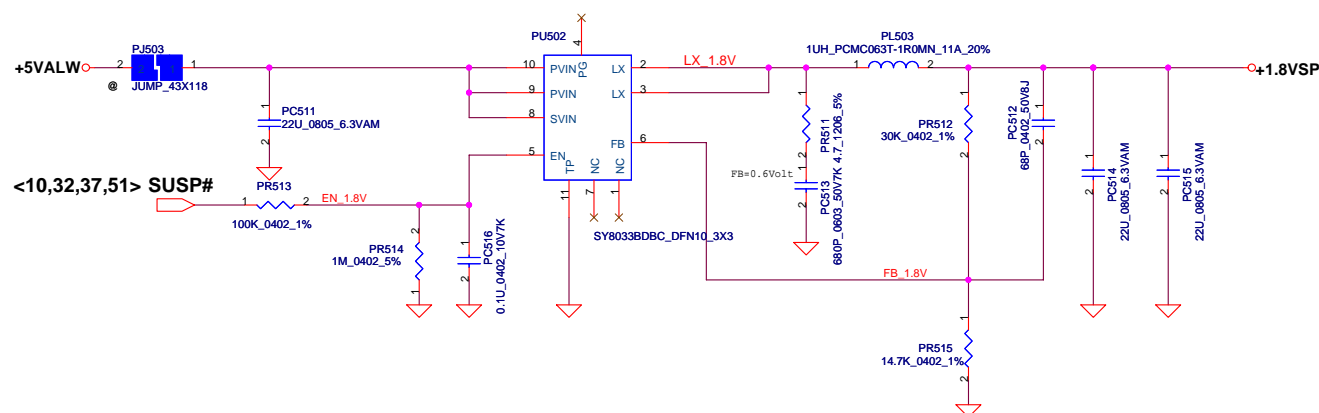 +5VALW
PJ503
2
1
2
1
@
JUMP_43X118
PC511
22U_0805_6.3VAM
1
2
PU502
4
PG
10
PVIN
9
PVIN
8
SVIN
5
EN
TP
11
NC
7
NC
1
LX
2
LX
3
FB
6
SY8033BDBC_DFN10_3X3
LX_1.8V
PL503
1UH_PCMC063T-1R0MN_11A_20%
1
2
+1.8VSP
PR511
4.7_1206_5%
1
2
FB=0.6Volt
PC513
680P_0603_50V7K
1
2
PR512
30K_0402_1%
1
2
PC512
68P_0402_50V8J
1
2
PC514
22U_0805_6.3VAM
1
2
PC515
22U_0805_6.3VAM
1
2
<10,32,37,51> SUSP#
PR513
1
2
100K_0402_1%
EN_1.8V
PR514
1M_0402_5%
2
1
PC516
0.1U_0402_10V7K
1
2
FB_1.8V
PR515
14.7K_0402_1%
1
2